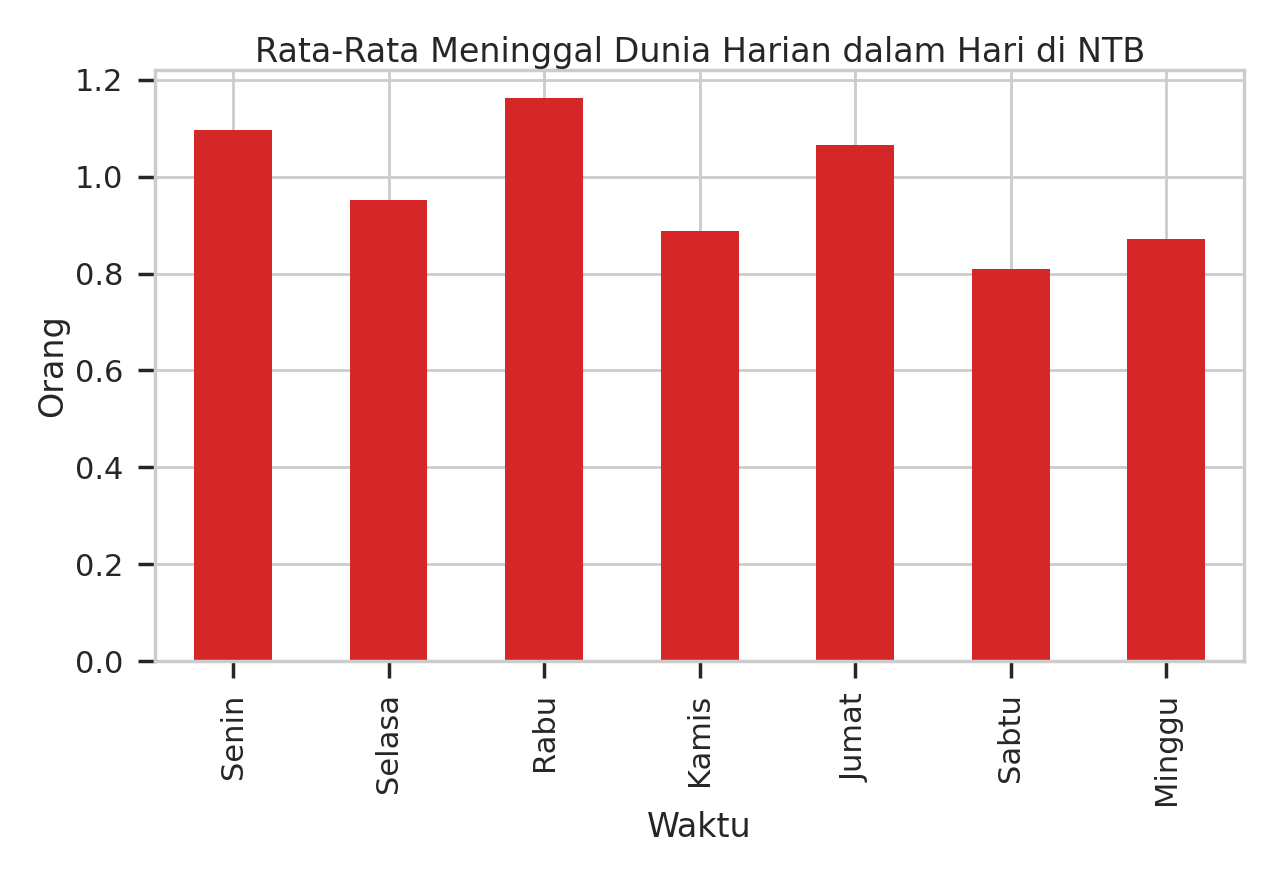 Rata-Rata Meninggal Dunia Harian dalam Hari di NTB
1.2
1.0
0.8
0.6
0.4
0.2
0.0
Orang
Senin
Selasa
Rabu
Kamis
Jumat
Sabtu
Minggu
Waktu